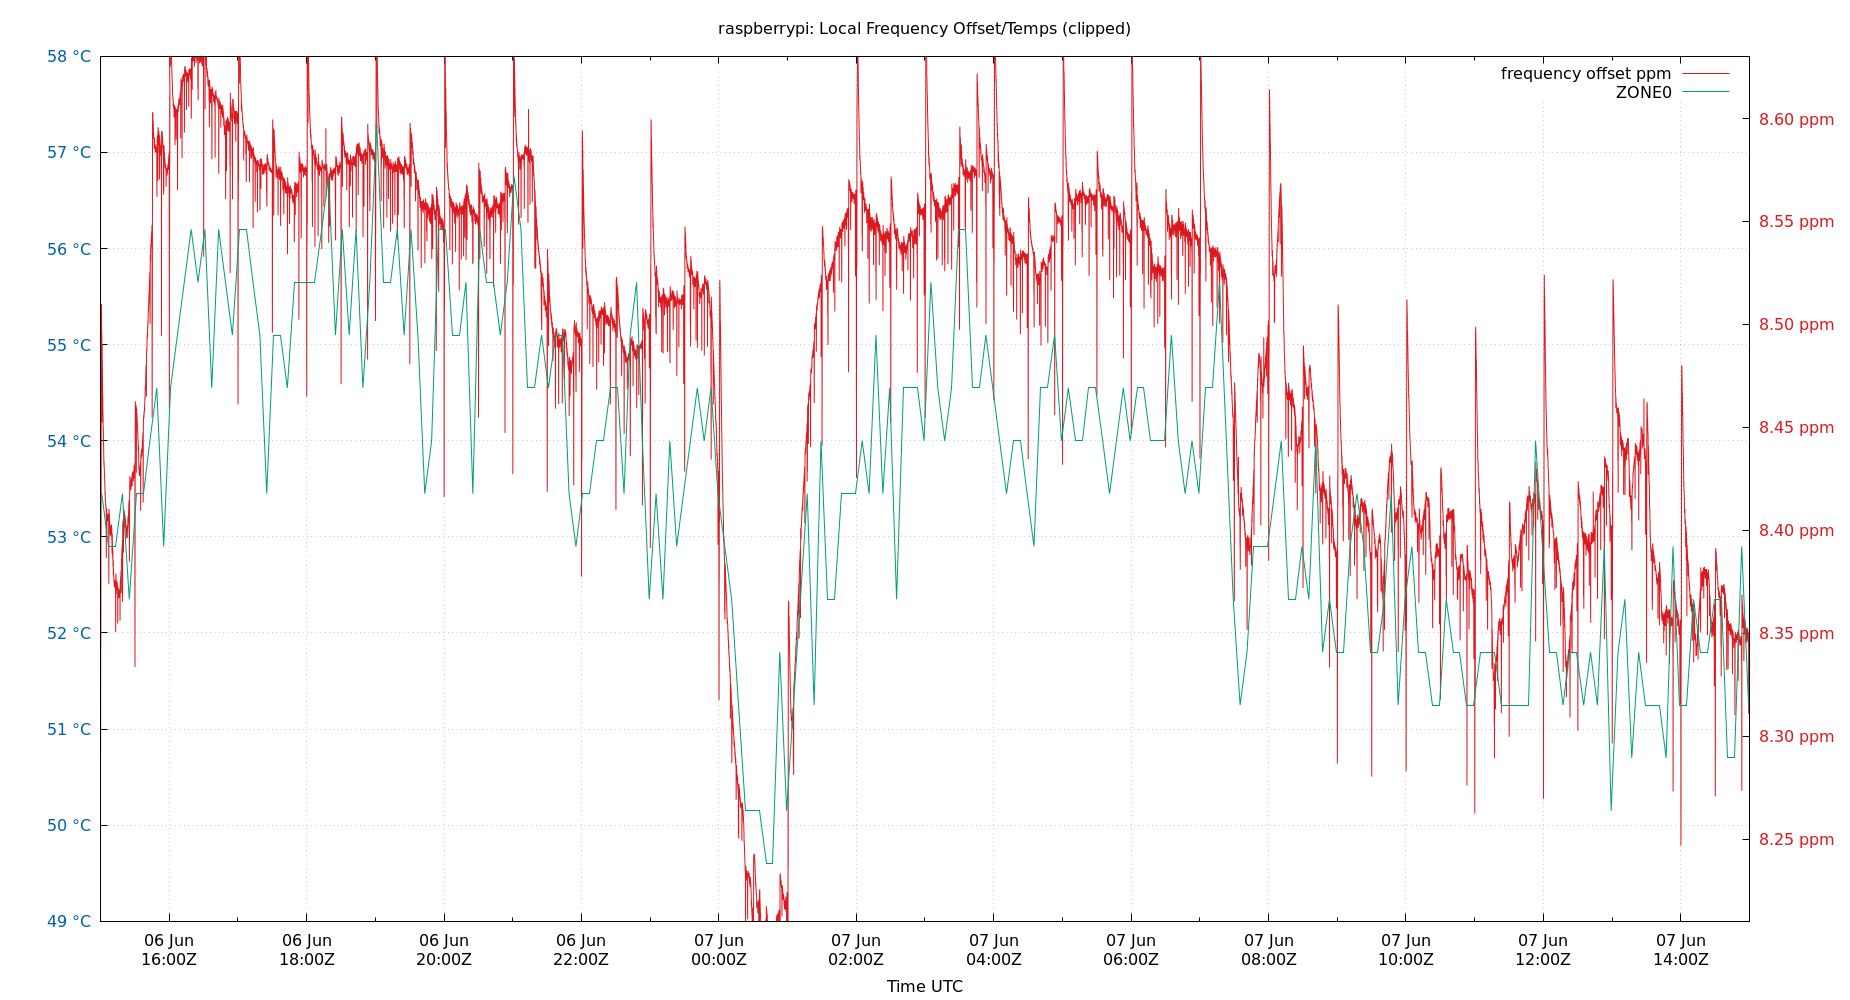 raspberrypi: Local Frequency Offset/Temps (clipped)
58 °C
57 °C
56 °C
55 °C
54 °C
53 °C
52 °C
51 °C
50 °C
49 °C
frequency offset ppm
ZONE0
8.60 ppm
8.55 ppm
8.50 ppm
8.45 ppm
8.40 ppm
8.35 ppm
8.30 ppm
8.25 ppm
06 Jun
16:00Z
06 Jun
18:00Z
06 Jun
20:00Z
06 Jun
22:00Z
07 Jun
00:00Z
07 Jun
02:00Z
07 Jun
04:00Z
07 Jun
06:00Z
07 Jun
08:00Z
07 Jun
10:00Z
07 Jun
12:00Z
07 Jun
14:00Z
Time UTC